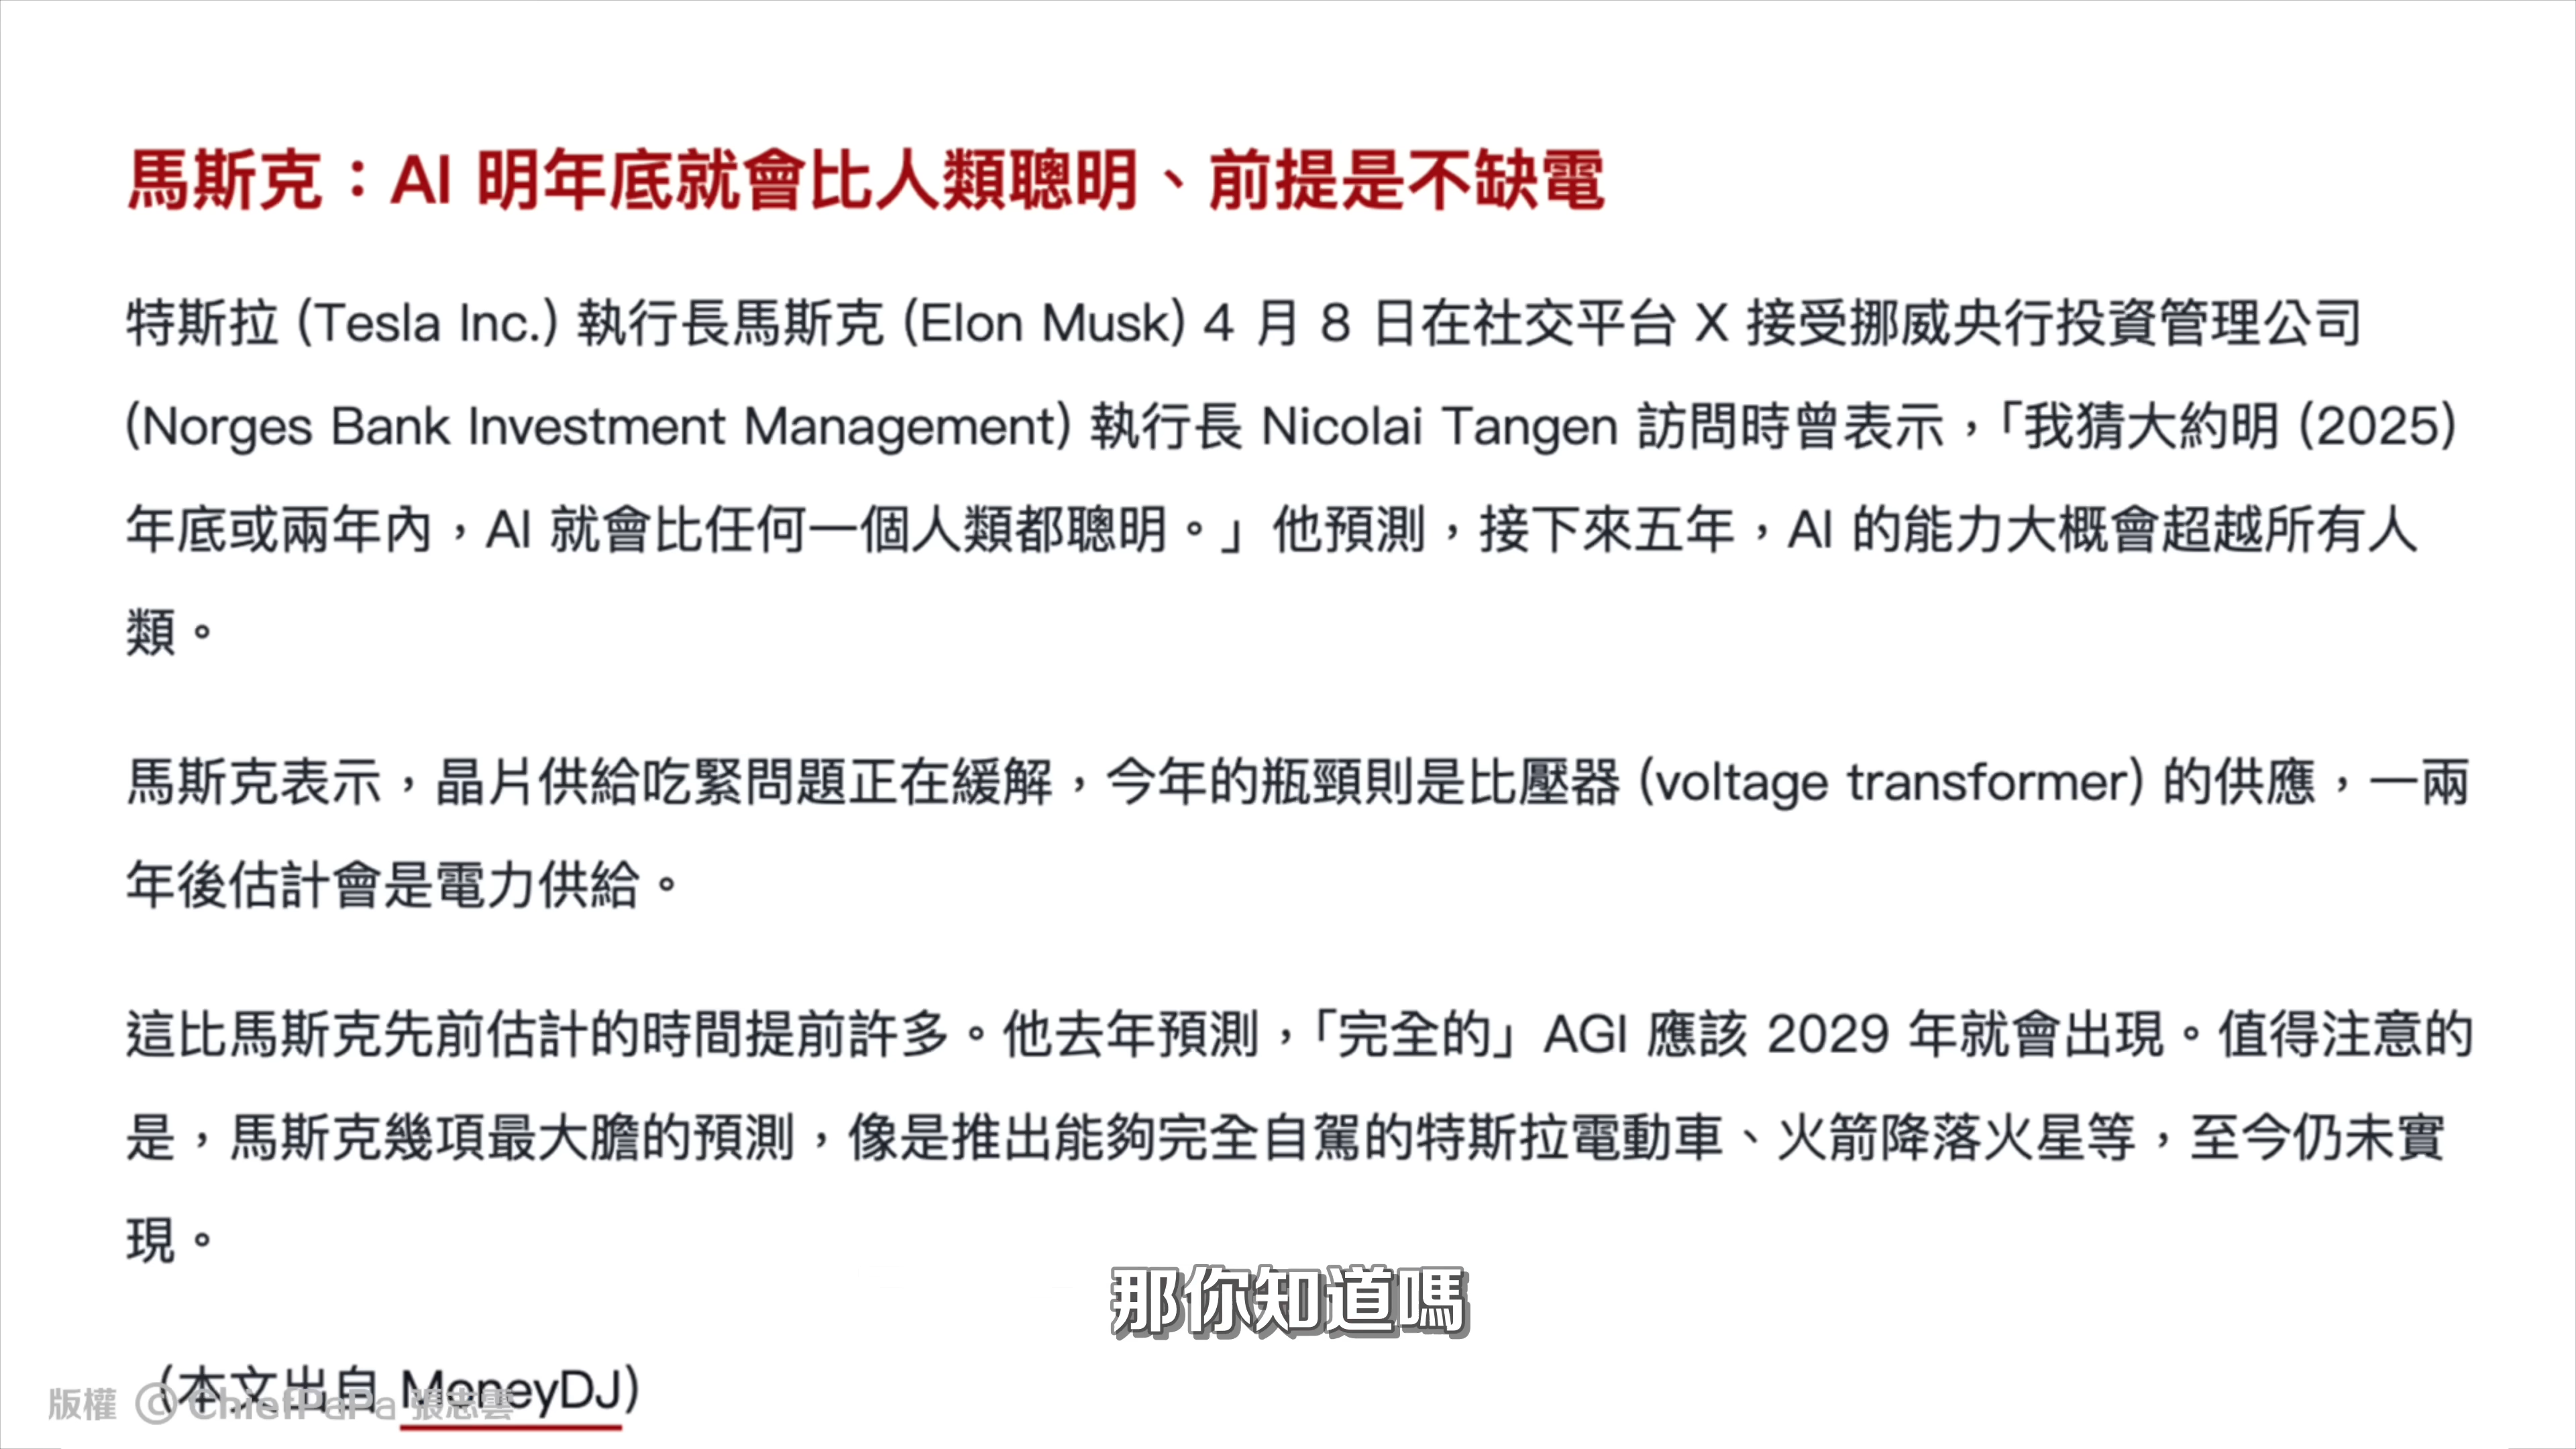 馬斯克：AI 明年底就會比人類聰明、前提是不缺電
特斯拉 (Tesla Inc.) 執行長馬斯克 (Elon Musk) 4 月 8 日在社交平台 X 接受挪威央行投資管理公司
(Norges Bank Investment Management) 執行長 Nicolai Tangen 訪問時曾表示，「我猜大約明 (2025)
年底或兩年內，AI 就會比任何一個人類都聰明。」他預測，接下來五年，AI 的能力大概會超越所有人
類。
馬斯克表示，晶片供給吃緊問題正在緩解，今年的瓶頸則是比壓器 (voltage transformer) 的供應，一兩
年後估計會是電力供給。
這比馬斯克先前估計的時間提前許多。他去年預測，「完全的」AGI 應該 2029 年就會出現。值得注意的
是，馬斯克幾項最大膽的預測，像是推出能夠完全自駕的特斯拉電動車、火箭降落火星等，至今仍未實
現。
那你知道嗎
（本文出自 MoneyDJ）
版權 © ChiefPaPa 張志雲